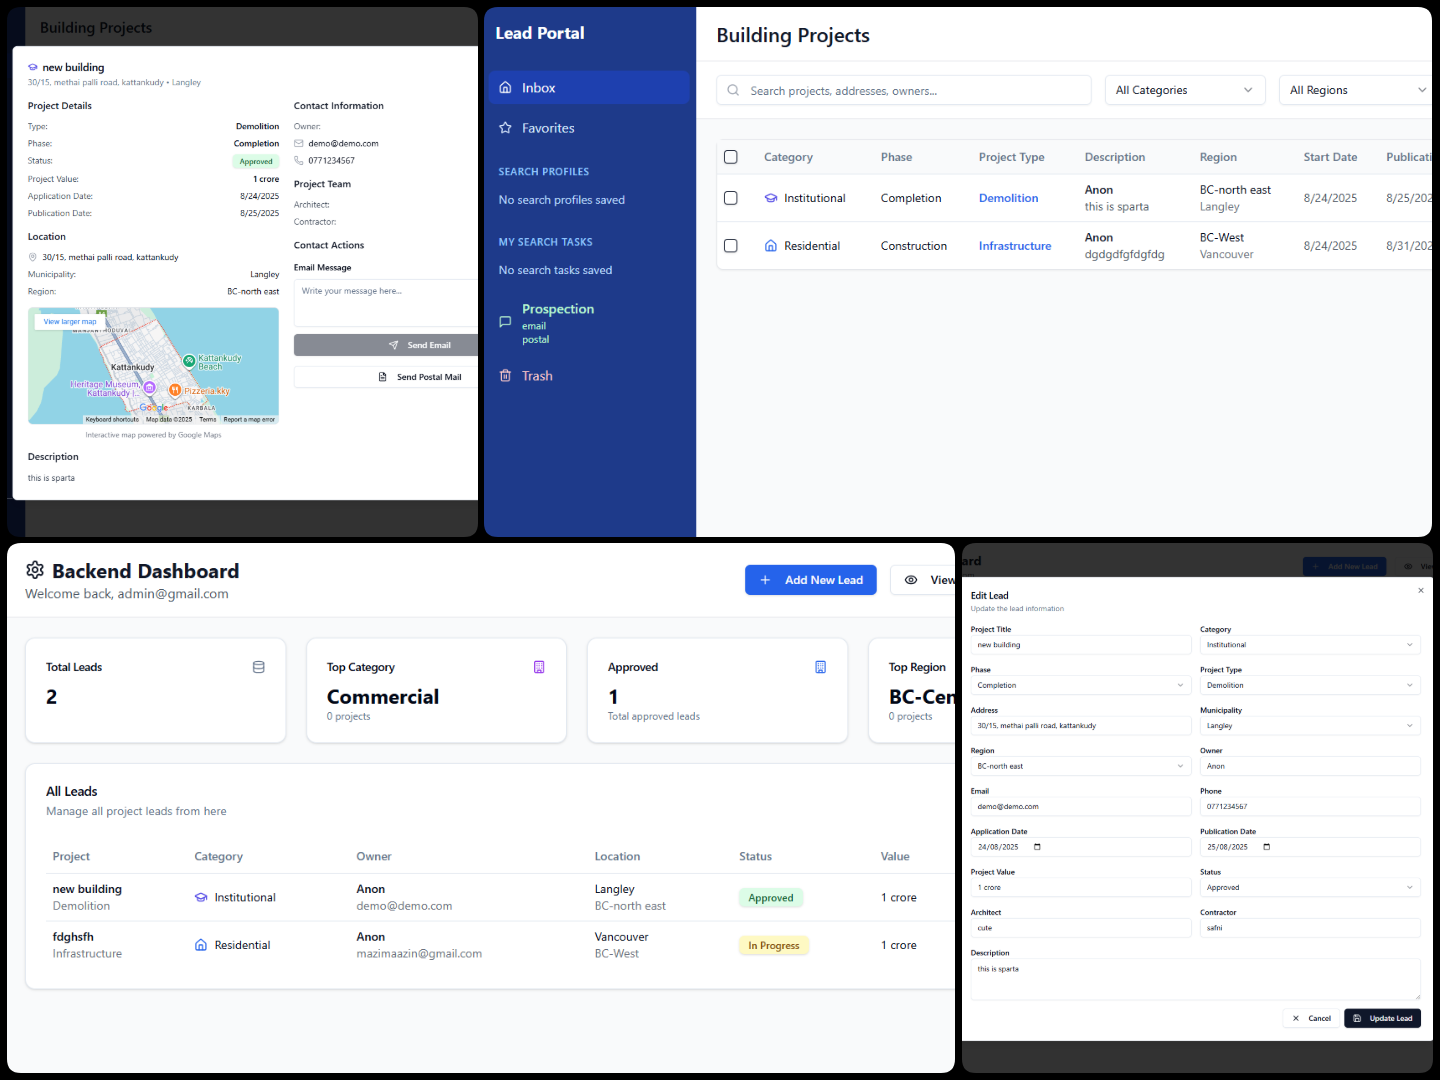 Building Projects
new building
30/15, methai palli road, kattankudy • Langley
Project Details
Type: Demolition
Phase: Completion
Status: Approved
Project Value: 1 crore
Application Date: 8/24/2025
Publication Date: 8/25/2025
Location
30/15, methai palli road, kattankudy
Municipality: Langley
Region: BC-north east
View larger map
Kattankudy
Kattankudy
Beach
Heritage Museum,
Kattankudy |...
Pizzeria.kky
KARBALA
Google
Keyboard shortcuts Map data ©2025 Terms Report a map error
Interactive map powered by Google Maps
Description
this is sparta
Contact Information
Owner:
demo@demo.com
0771234567
Project Team
Architect:
Contractor:
Contact Actions
Email Message
Write your message here...
Send Email
Send Postal Mail
Lead Portal
Inbox
Favorites
SEARCH PROFILES
No search profiles saved
MY SEARCH TASKS
No search tasks saved
Prospection
email
postal
Trash
Building Projects
Search projects, addresses, owners...
All Categories
All Regions
Category Phase Project Type Description Region Start Date Publicati
Institutional Completion Demolition Anon BC-north east 8/24/2025 8/25/202
this is sparta Langley
Residential Construction Infrastructure Anon BC-West 8/24/2025 8/31/202
dgdgdfgfdgfdg Vancouver
Backend Dashboard
Welcome back, admin@gmail.com
Add New Lead
View
Total Leads
2
Top Category
Commercial
0 projects
Approved
1
Total approved leads
Top Region
BC-Cen
0 projects
All Leads
Manage all project leads from here
Project Category Owner Location Status Value
new building Institutional Anon Langley Approved 1 crore
Demolition demo@demo.com BC-north east
fdghsfh Residential Anon Vancouver In Progress 1 crore
Infrastructure mazimaazin@gmail.com BC-West
ard
Add New Lead
Edit Lead
Update the lead information
Project Title Category
new building Institutional
Phase Project Type
Completion Demolition
Address Municipality
30/15, methai palli road, kattankudy Langley
Region Owner
BC-north east Anon
Email Phone
demo@demo.com 0771234567
Application Date Publication Date
24/08/2025 25/08/2025
Project Value Status
1 crore Approved
Architect Contractor
cute safni
Description
this is sparta
Cancel
Update Lead